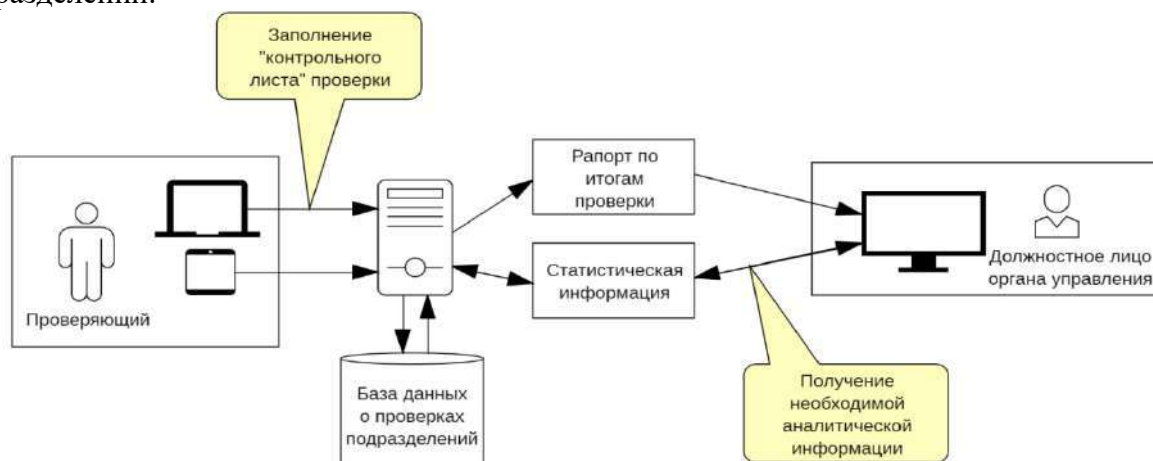 Заполнение
"контрольного
листа" проверки
Рапорт по
итогам
проверки
Статистическая
информация
Проверяющий
Должностное лицо
органа управления
База данных
о проверках
подразделений
Получение
необходимой
аналитической
информации